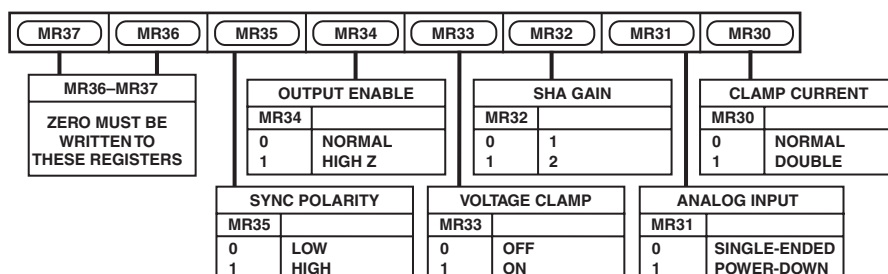 MR37 MR36 MR35 MR34 MR33 MR32 MR31 MR30
MR36–MR37
ZERO MUST BE
WRITTEN TO
THESE REGISTERS
OUTPUT ENABLE
MR34
0 NORMAL
1 HIGH Z
SHA GAIN
MR32
0 1
1 2
CLAMP CURRENT
MR30
0 NORMAL
1 DOUBLE
SYNC POLARITY
MR35
0 LOW
1 HIGH
VOLTAGE CLAMP
MR33
0 OFF
1 ON
ANALOG INPUT
MR31
0 SINGLE-ENDED
1 POWER-DOWN